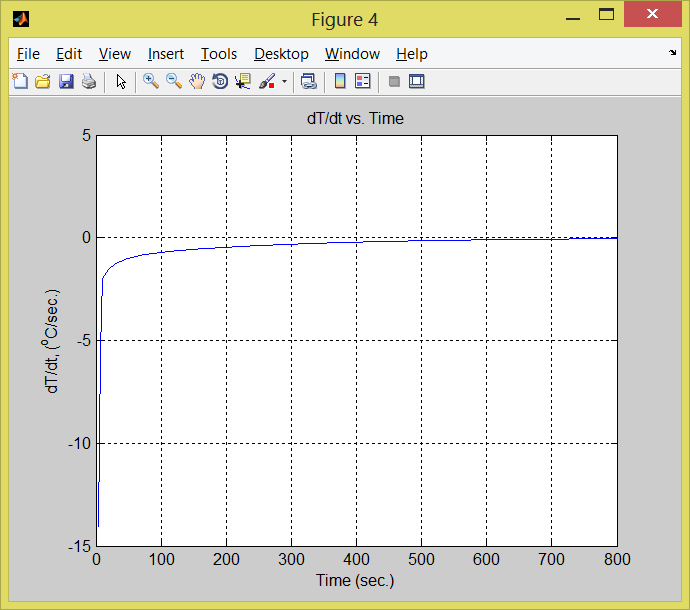 Figure 4
File Edit View Insert Tools Desktop Window Help
dT/dt vs. Time
5
0
-5
-10
-15
dT/dt, (⁰C/sec.)
0 100 200 300 400 500 600 700 800
Time (sec.)